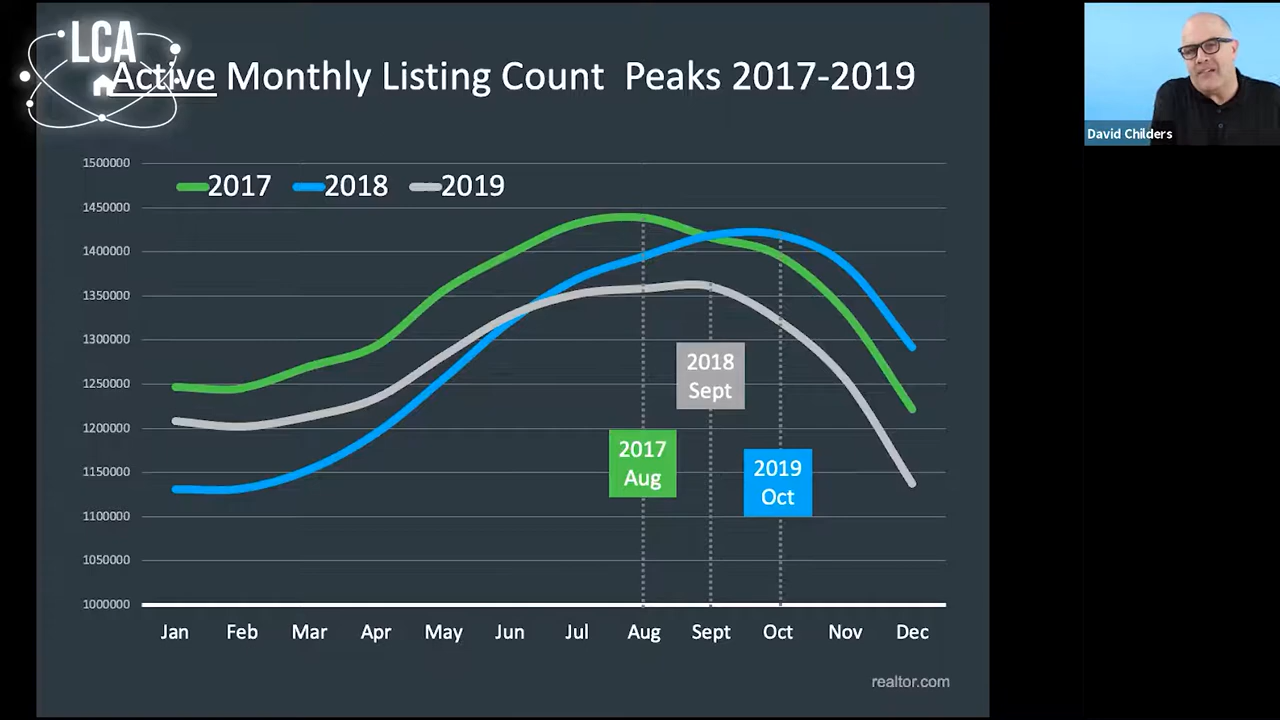 LCA
Active Monthly Listing Count Peaks 2017-2019
David Childers
1500000
2017 2018 2019
1450000
1400000
1350000
1300000
1250000
1200000
1150000
1100000
1050000
1000000
2018
Sept
2017
Aug
2019
Oct
Jan Feb Mar Apr May Jun Jul Aug Sept Oct Nov Dec
realtor.com